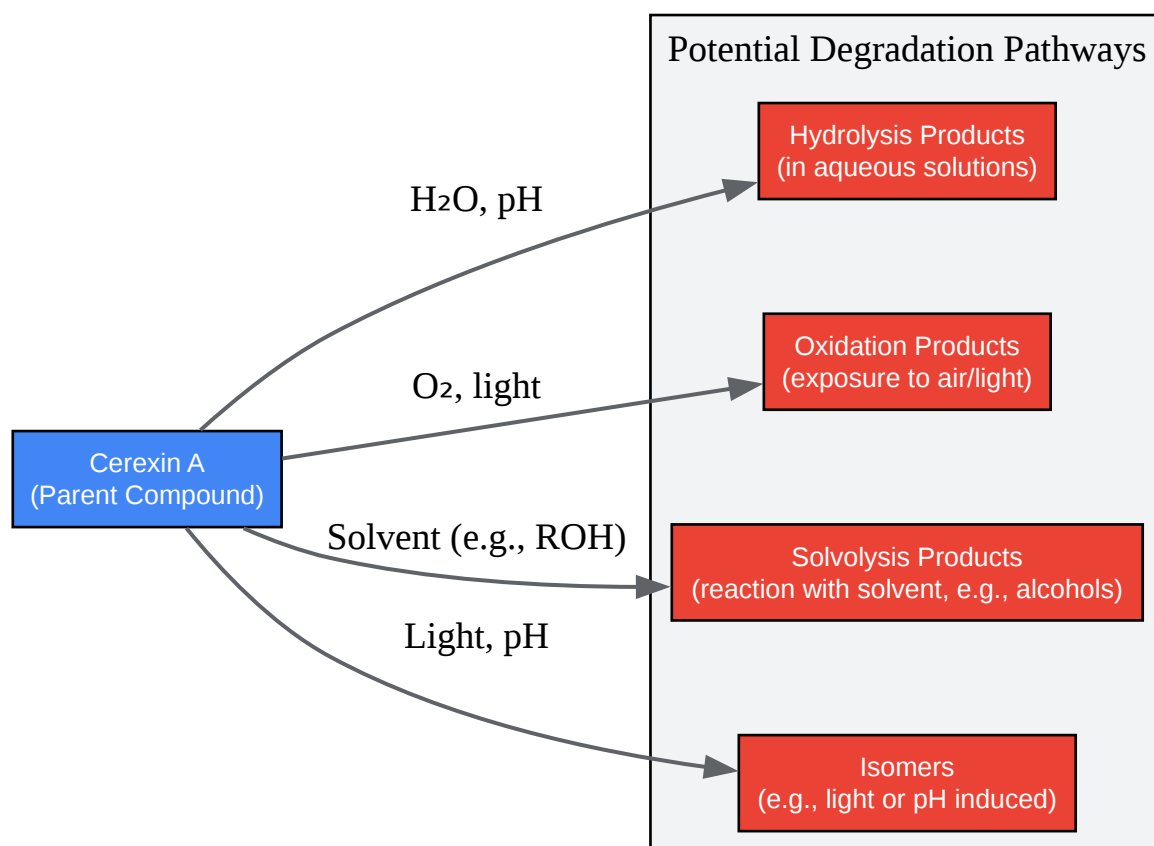 Potential Degradation Pathways
Hydrolysis Products
(in aqueous solutions)
H₂O, pH
Oxidation Products
(exposure to air/light)
O₂, light
Cerexin A
(Parent Compound)
Solvent (e.g., ROH)
Solvolysis Products
(reaction with solvent, e.g., alcohols)
Light, pH
Isomers
(e.g., light or pH induced)